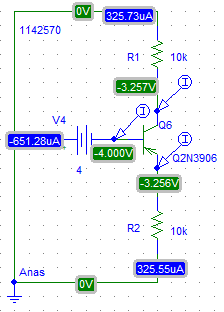 0V
325.73uA
1142570
R1
10k
-3.257V
I
V4
Q6
I
-651.28uA
-4.000V
4
Q2N3906
I
-3.256V
R2
10k
Anas
325.55uA
0V